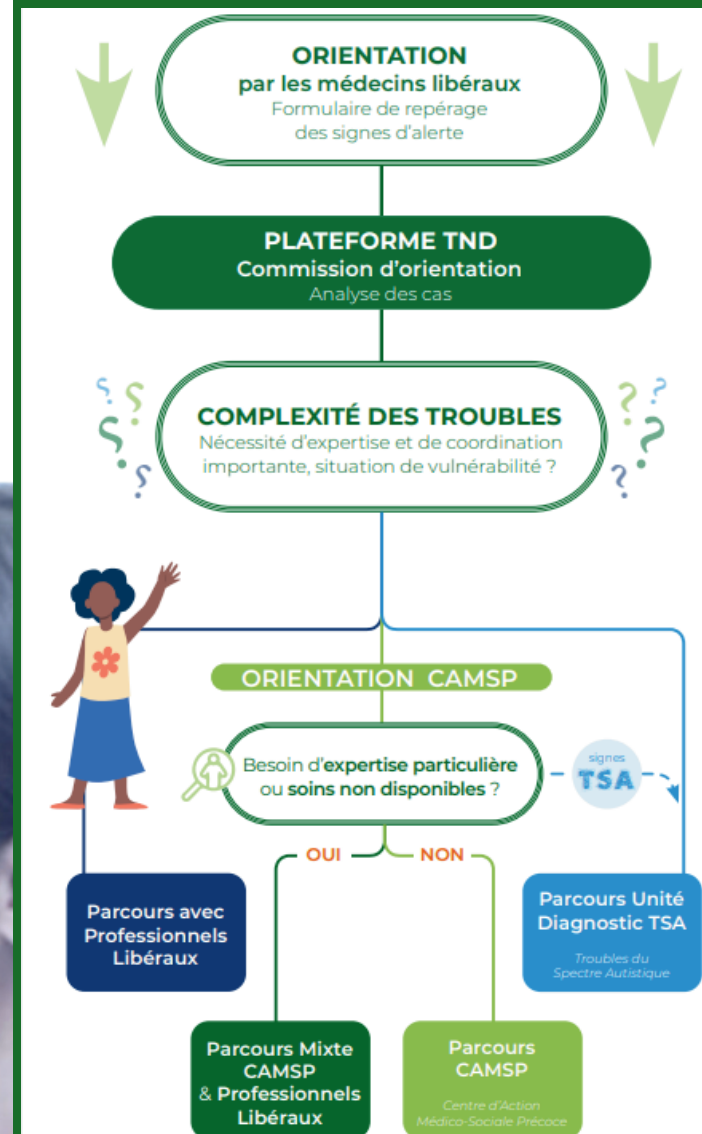 ORIENTATION
par les médecins libéraux
Formulaire de repérage
des signes d'alerte
PLATEFORME TND
Commission d'orientation
Analyse des cas
COMPLEXITÉ DES TROUBLES
Nécessité d'expertise et de coordination
importante, situation de vulnérabilité ?
ORIENTATION CAMSP
Besoin d'expertise particulière
ou soins non disponibles ?
signes
TSA
OUI
NON
Parcours avec
Professionnels
Libéraux
Parcours Unité
Diagnostic TSA
Troubles du
Spectre Autistique
Parcours Mixte
CAMSP
& Professionnels
Libéraux
Parcours
CAMSP
Centre d'Action
Médico-Sociale Précoce